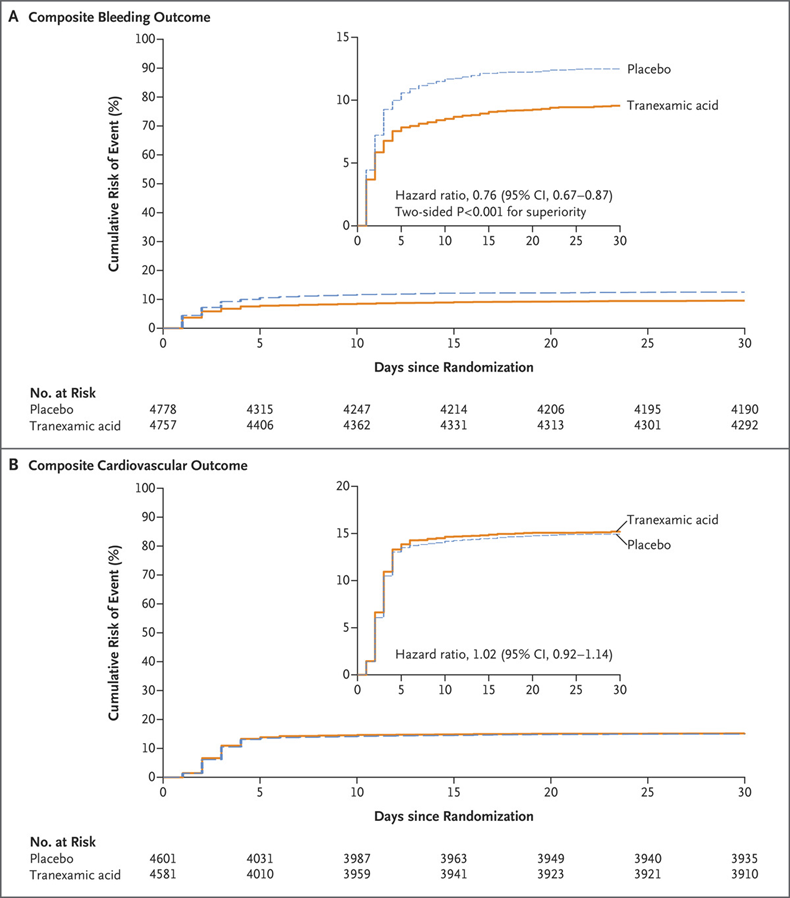 A Composite Bleeding Outcome
Cumulative Risk of Event (%)
100
90
80
70
60
50
40
30
20
10
0
0 5 10 15 20 25 30
Days since Randomization
15
10
5
0
0 5 10 15 20 25 30
Placebo
Tranexamic acid
Hazard ratio, 0.76 (95% CI, 0.67–0.87)
Two-sided P<0.001 for superiority
No. at Risk
Placebo 4778 4315 4247 4214 4206 4195 4190
Tranexamic acid 4757 4406 4362 4331 4313 4301 4292
B Composite Cardiovascular Outcome
Cumulative Risk of Event (%)
100
90
80
70
60
50
40
30
20
10
0
0 5 10 15 20 25 30
Days since Randomization
20
15
10
5
0
0 5 10 15 20 25 30
Tranexamic acid
Placebo
Hazard ratio, 1.02 (95% CI, 0.92–1.14)
No. at Risk
Placebo 4601 4031 3987 3963 3949 3940 3935
Tranexamic acid 4581 4010 3959 3941 3923 3921 3910